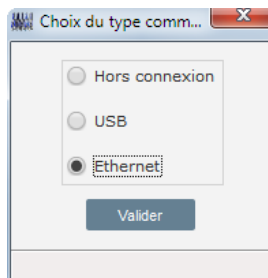 Choix du type comm...
Hors connexion
USB
Ethernet
Valider